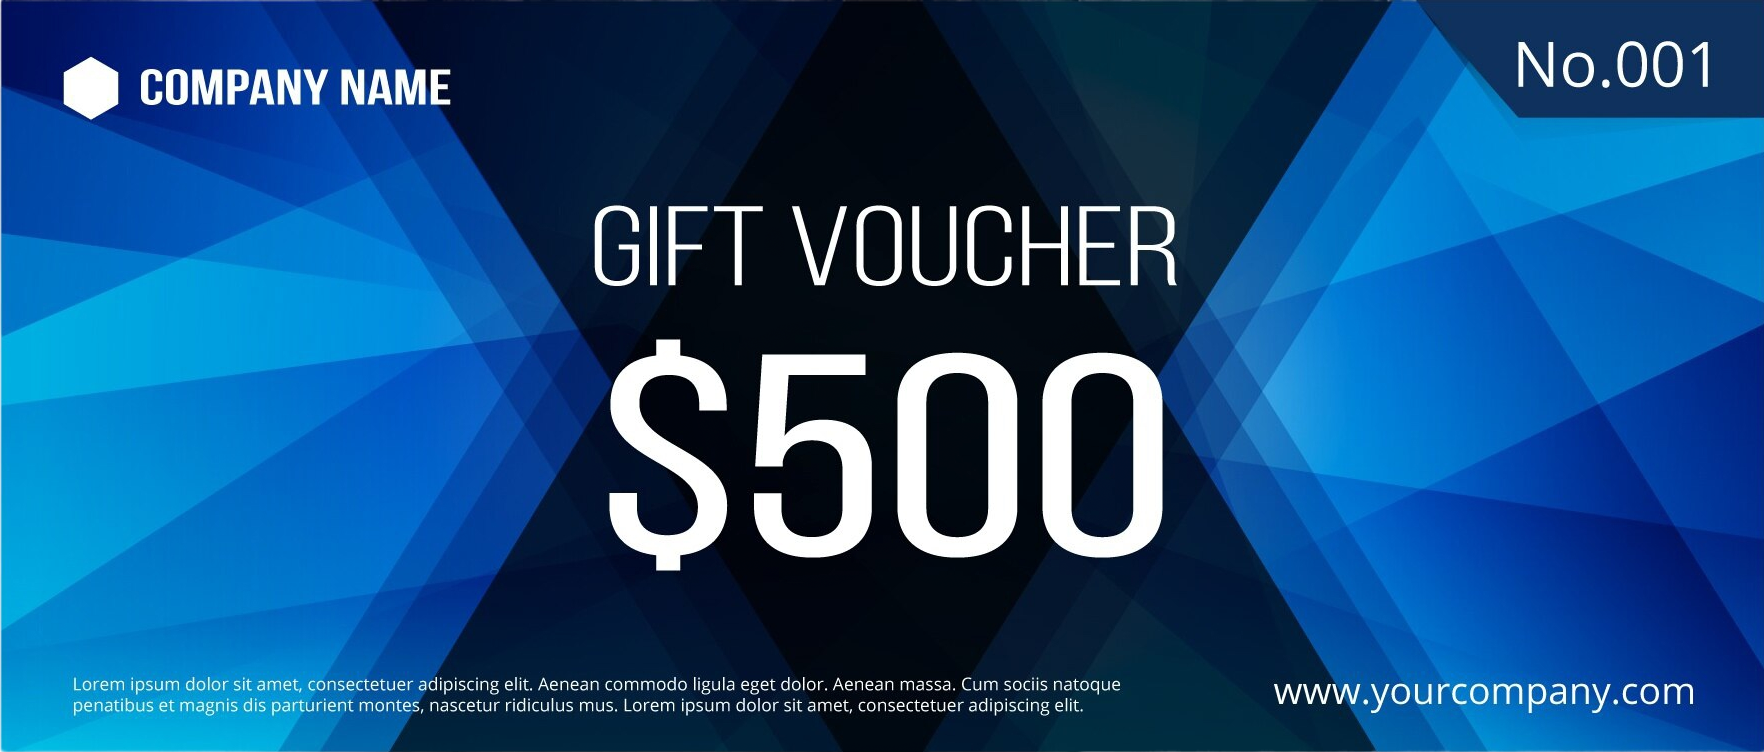 COMPANY NAME
No.001
GIFT VOUCHER
$500
Lorem ipsum dolor sit amet, consectetuer adipiscing elit. Aenean commodo ligula eget dolor. Aenean massa. Cum sociis natoque
penatibus et magnis dis parturient montes, nascetur ridiculus mus. Lorem ipsum dolor sit amet, consectetuer adipiscing elit.
www.yourcompany.com